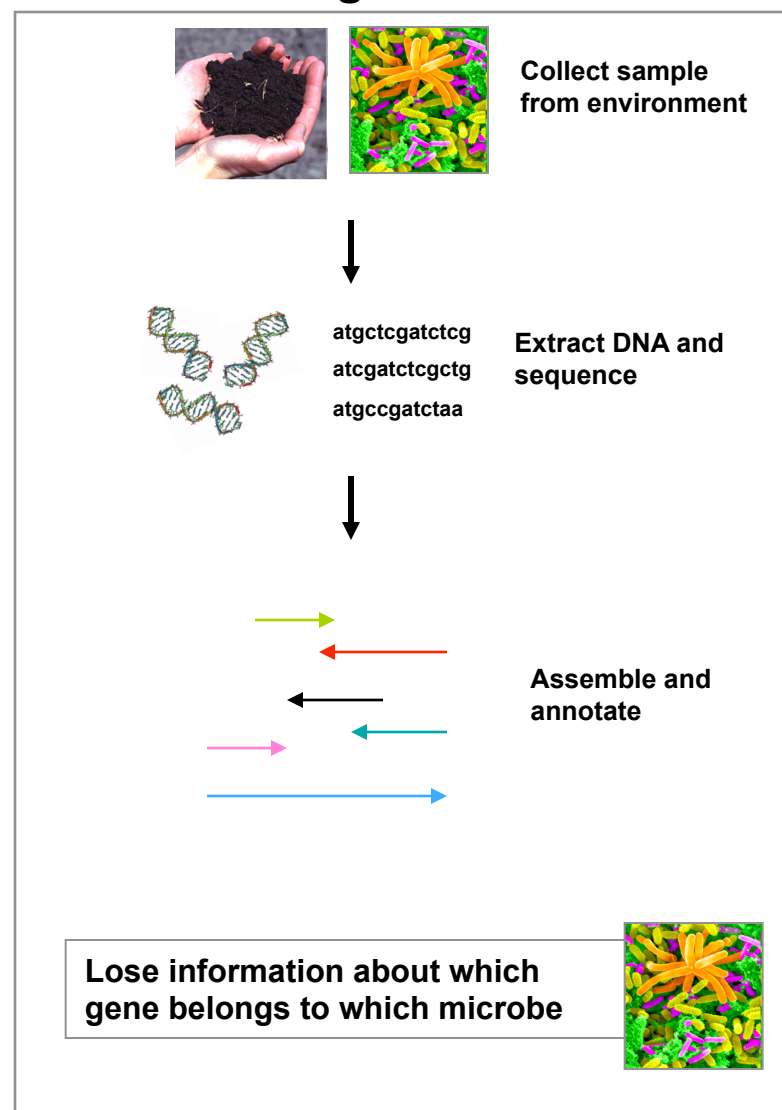 Collect sample
from environment
atgctcgatctcg
atcgatctcgctg
atgccgatctaa
Extract DNA and
sequence
Assemble and
annotate
Lose information about which
gene belongs to which microbe